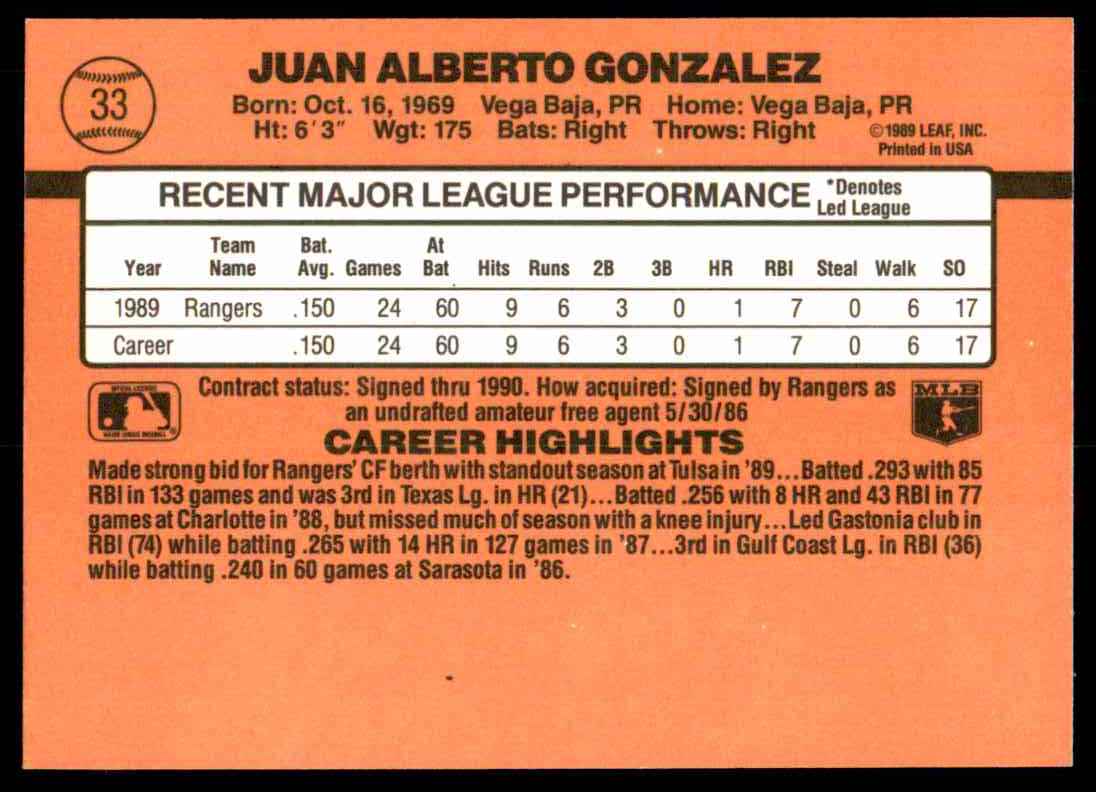 33
JUAN ALBERTO GONZALEZ
Born: Oct. 16, 1969 Vega Baja, PR Home: Vega Baja, PR
Ht: 6'3" Wgt: 175 Bats: Right Throws: Right
©1989 LEAF, INC.
Printed in USA
RECENT MAJOR LEAGUE PERFORMANCE
*Denotes
Led League
Year Team Name Bat. Avg. Games At Bat Hits Runs 2B 3B HR RBI Steal Walk SO
1989 Rangers .150 24 60 9 6 3 0 1 7 0 6 17
Career .150 24 60 9 6 3 0 1 7 0 6 17
Contract status: Signed thru 1990. How acquired: Signed by Rangers as
an undrafted amateur free agent 5/30/86
MLB
CAREER HIGHLIGHTS
Made strong bid for Rangers' CF berth with standout season at Tulsa in '89...Batted .293 with 85
RBI in 133 games and was 3rd in Texas Lg. in HR (21)...Batted .256 with 8 HR and 43 RBI in 77
games at Charlotte in '88, but missed much of season with a knee injury...Led Gastonia club in
RBI (74) while batting .265 with 14 HR in 127 games in '87...3rd in Gulf Coast Lg. in RBI (36)
while batting .240 in 60 games at Sarasota in '86.